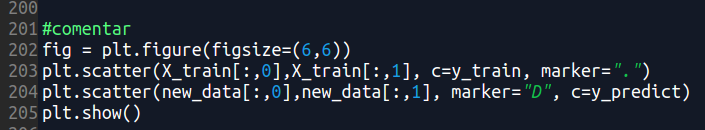 200
201 #comentar
202 fig = plt.figure(figsize=(6,6))
203 plt.scatter(X_train[:,0],X_train[:,1], c=y_train, marker=".")
204 plt.scatter(new_data[:,0],new_data[:,1], marker="D", c=y_predict)
205 plt.show()